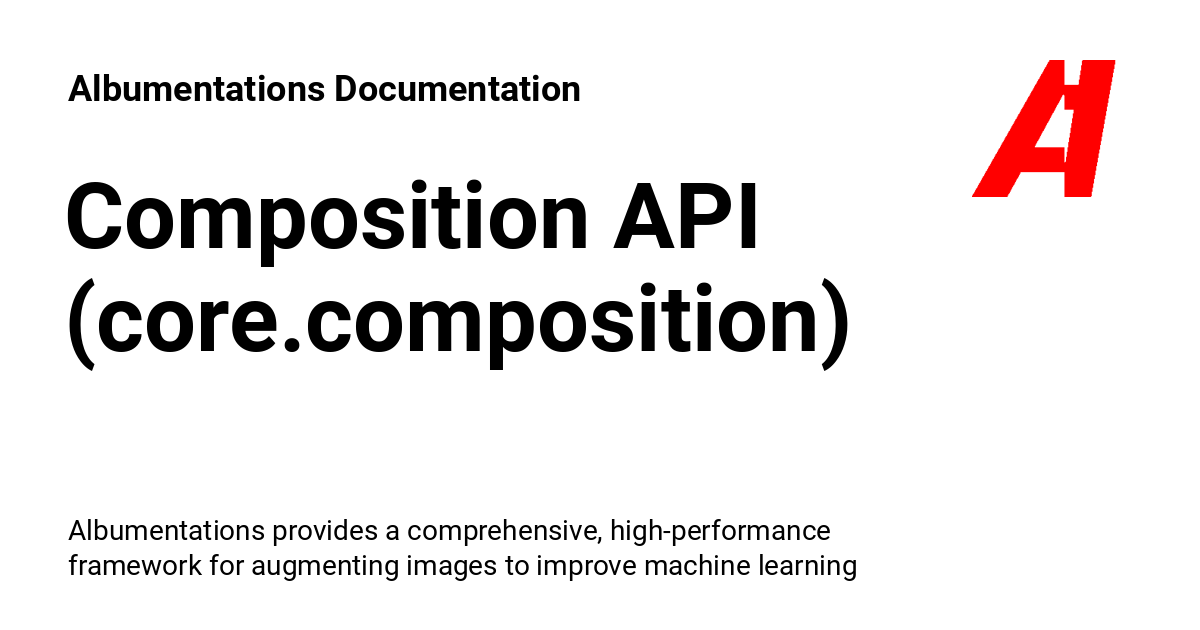 Albumentations Documentation
Composition API
(core.composition)
Albumentations provides a comprehensive, high-performance
framework for augmenting images to improve machine learning